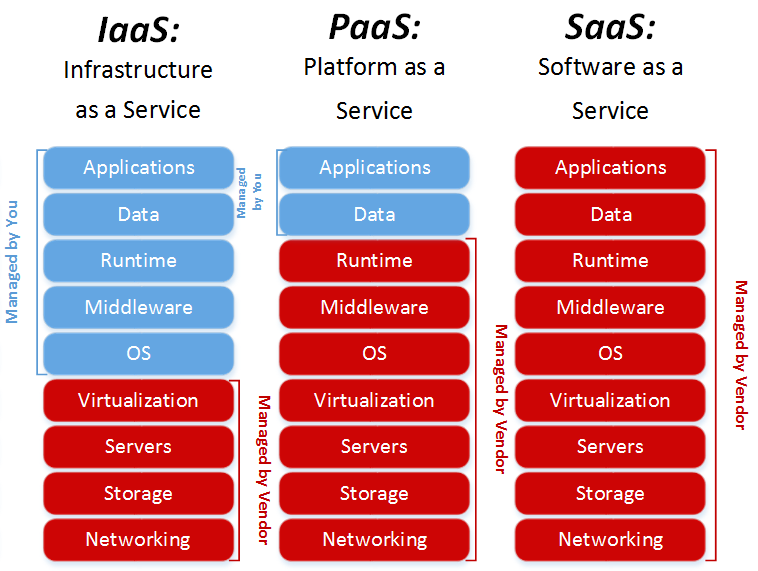 IaaS:
Infrastructure
as a Service
Applications
Data
Runtime
Middleware
OS
Virtualization
Servers
Storage
Networking
Managed by You
Managed by Vendor
PaaS:
Platform as a
Service
Applications
Data
Runtime
Middleware
OS
Virtualization
Servers
Storage
Networking
Managed
by You
Managed by Vendor
SaaS:
Software as a
Service
Applications
Data
Runtime
Middleware
OS
Virtualization
Servers
Storage
Networking
Managed by Vendor